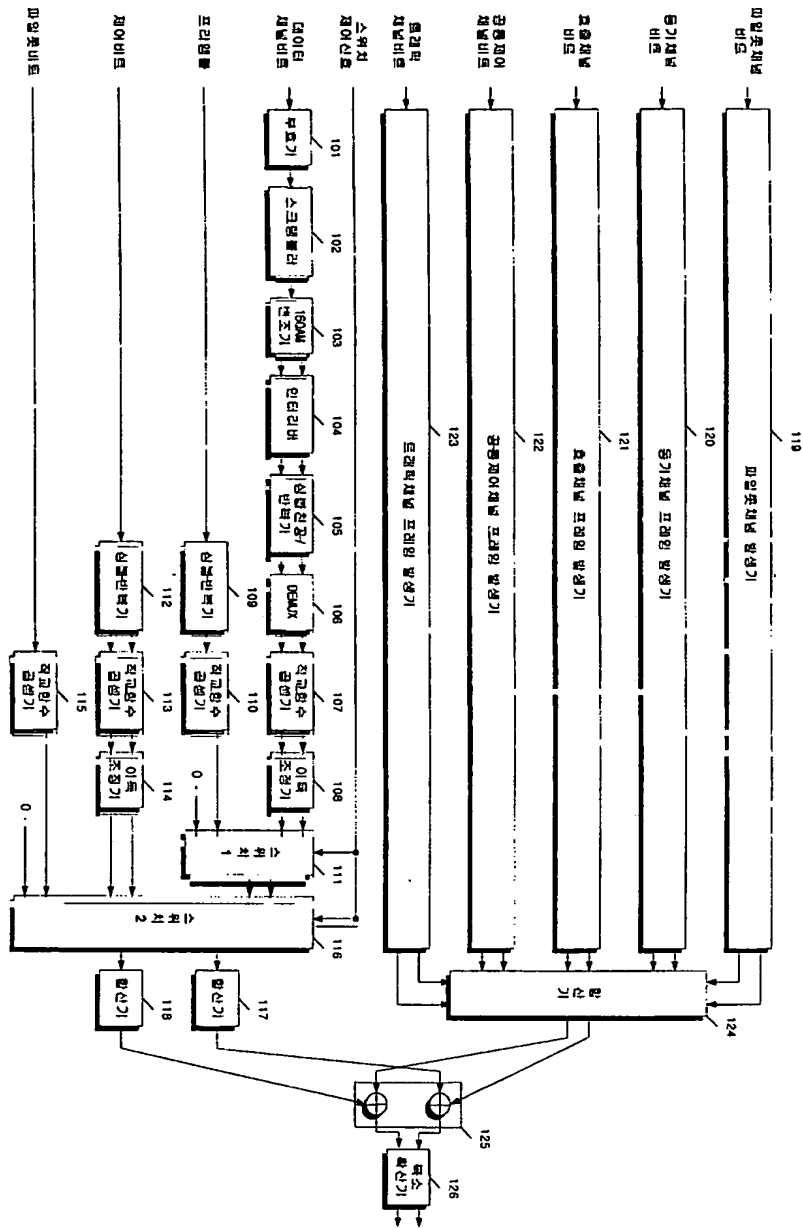 파일롯채널
비트
119
파일롯채널 발생기
동기채널
비트
120
동기채널 프레임 발생기
호출채널
비트
121
호출채널 프레임 발생기
공통제어
채널비트
122
공통제어채널 프레임 발생기
트래픽
채널비트
123
트래픽채널 프레임 발생기
합산기
124
스위치
제어신호
데이터
채널비트
부호기
101
스크램블러
102
16QAM
변조기
103
인터리버
104
심볼천공/
반복기
105
DEMUX
106
직교함수
곱셈기
107
이득
조정기
108
프리앰블
심볼반복기
109
직교함수
곱셈기
110
0
스위치 1
111
제어비트
심볼반복기
112
직교함수
곱셈기
113
이득
조정기
114
파일롯비트
직교함수
곱셈기
115
0
스위치 2
116
합산기
117
합산기
118
125
복소
확산기
126